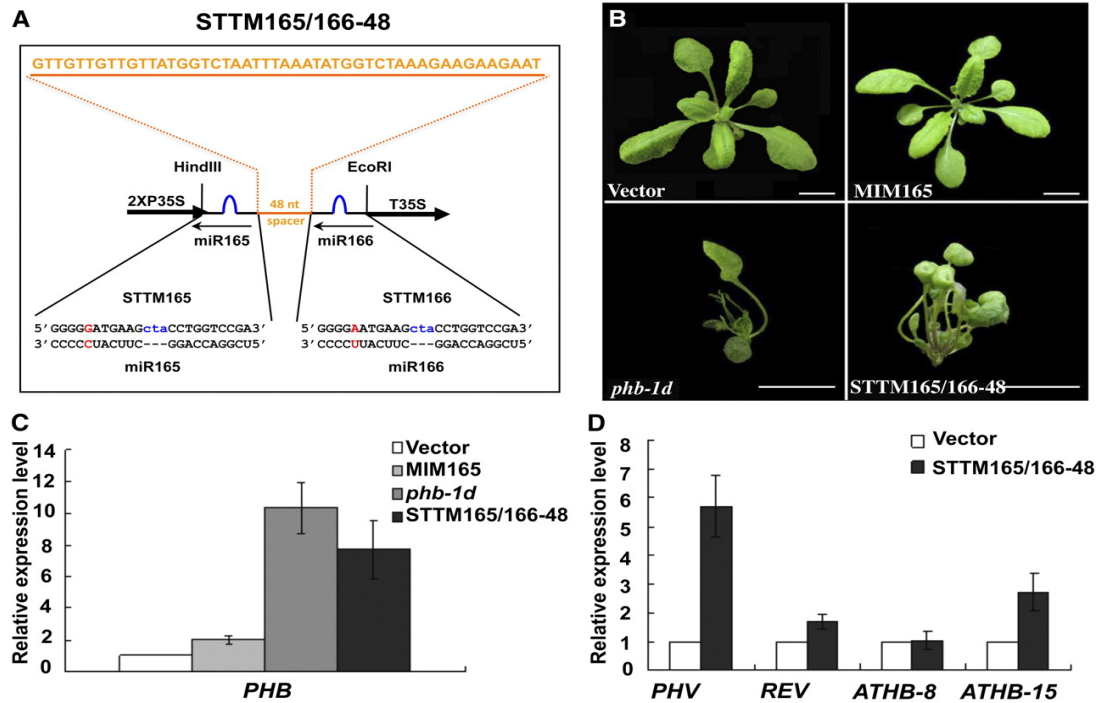 A
STTM165/166-48
GTTGTTGTTGTTATGGTCTAATTTAAATATGGTCTAAAGAAGAAGAAT
HindIII
EcoRI
2XP35S
48 nt
spacer
T35S
miR165
miR166
STTM165
STTM166
5'GGGGGATGAAGctaCCTGGTCCGA3'
5'GGGGAATGAAGctaCCTGGTCCGA3'
3'CCCCCUACUUC---GGACCAGGCU5'
3'CCCCUUACUUC---GGACCAGGCU5'
miR165
miR166
B
Vector
MIM165
phb-1d
STTM165/166-48
C
Relative expression level
14
12
10
8
6
4
2
0
Vector
MIM165
phb-1d
STTM165/166-48
PHB
D
Relative expression level
8
7
6
5
4
3
2
1
0
Vector
STTM165/166-48
PHV
REV
ATHB-8
ATHB-15